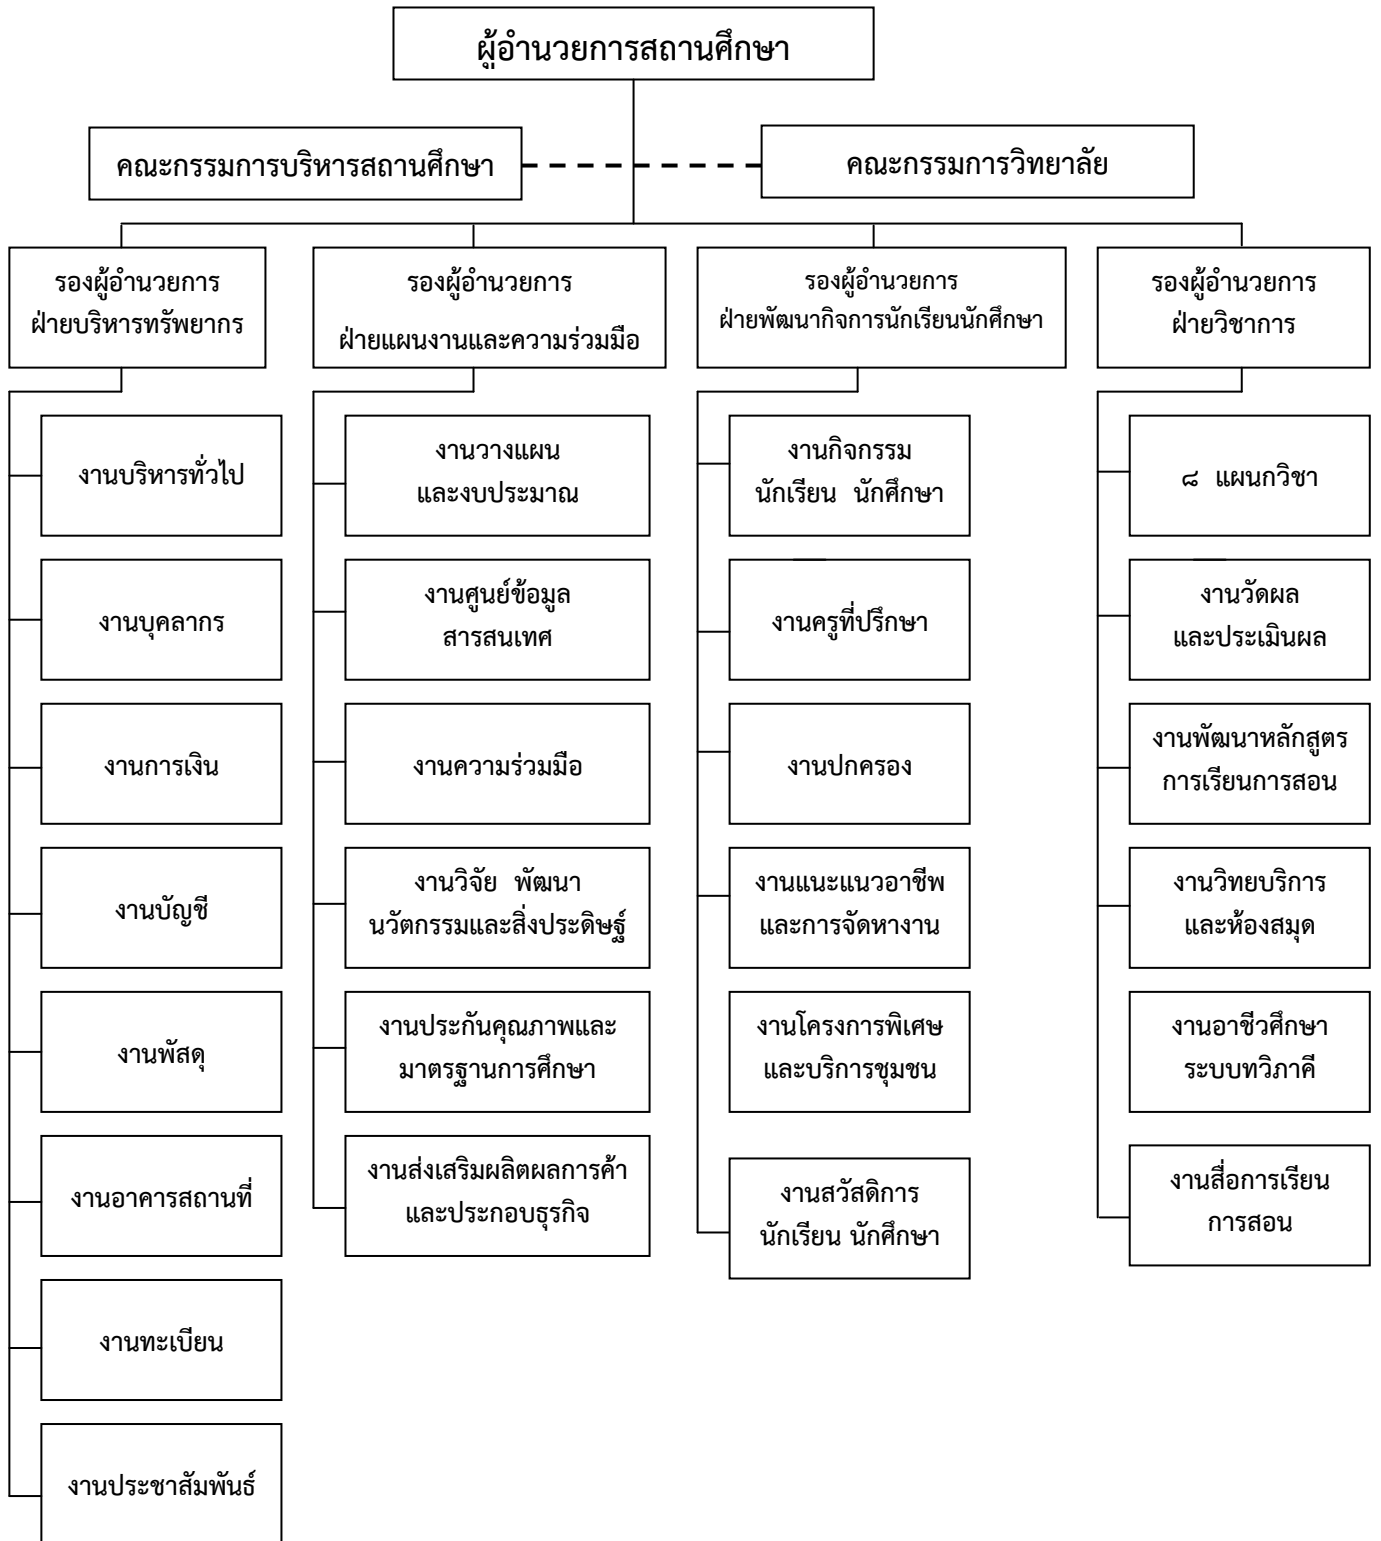 ผู้อำนวยการสถานศึกษา
คณะกรรมการบริหารสถานศึกษา
คณะกรรมการวิทยาลัย
รองผู้อำนวยการ
ฝ่ายบริหารทรัพยากร
รองผู้อำนวยการ
ฝ่ายแผนงานและความร่วมมือ
รองผู้อำนวยการ
ฝ่ายพัฒนากิจการนักเรียนนักศึกษา
รองผู้อำนวยการ
ฝ่ายวิชาการ
งานบริหารทั่วไป
งานบุคลากร
งานการเงิน
งานบัญชี
งานพัสดุ
งานอาคารสถานที่
งานทะเบียน
งานประชาสัมพันธ์
งานวางแผน
และงบประมาณ
งานศูนย์ข้อมูล
สารสนเทศ
งานความร่วมมือ
งานวิจัย พัฒนา
นวัตกรรมและสิ่งประดิษฐ์
งานประกันคุณภาพและ
มาตรฐานการศึกษา
งานส่งเสริมผลิตผลการค้า
และประกอบธุรกิจ
งานกิจกรรม
นักเรียน นักศึกษา
งานครูที่ปรึกษา
งานปกครอง
งานแนะแนวอาชีพ
และการจัดหางาน
งานโครงการพิเศษ
และบริการชุมชน
งานสวัสดิการ
นักเรียน นักศึกษา
๘ แผนกวิชา
งานวัดผล
และประเมินผล
งานพัฒนาหลักสูตร
การเรียนการสอน
งานวิทยบริการ
และห้องสมุด
งานอาชีวศึกษา
ระบบทวิภาคี
งานสื่อการเรียน
การสอน